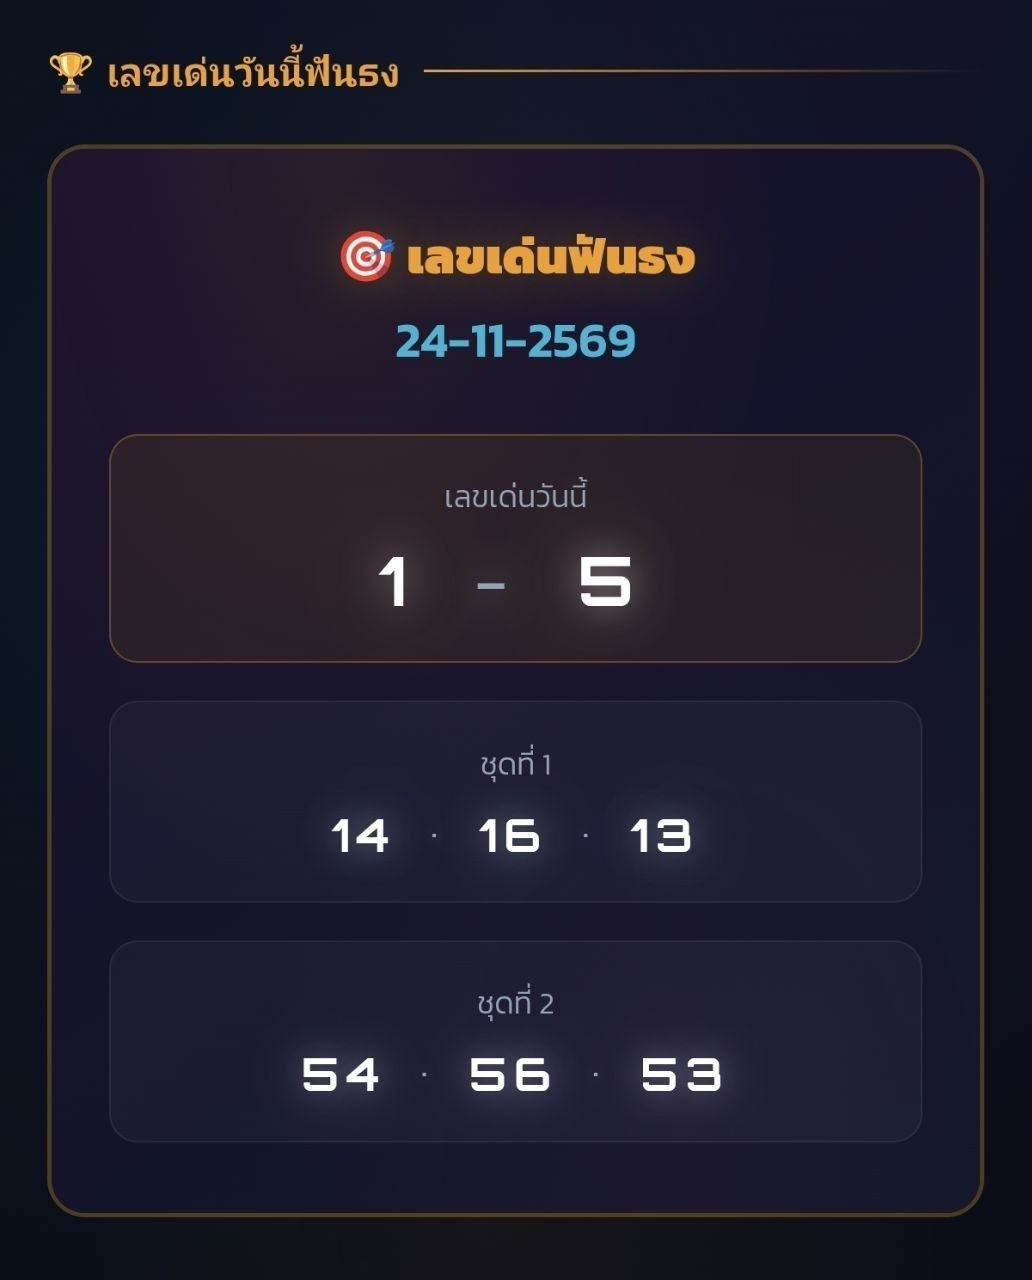 🏆 เลขเด่นวันนี้ฟันธง
🎯 เลขเด่นฟันธง
24-11-2569
เลขเด่นวันนี้
1 - 5
ชุดที่ 1
14 · 16 · 13
ชุดที่ 2
54 · 56 · 53